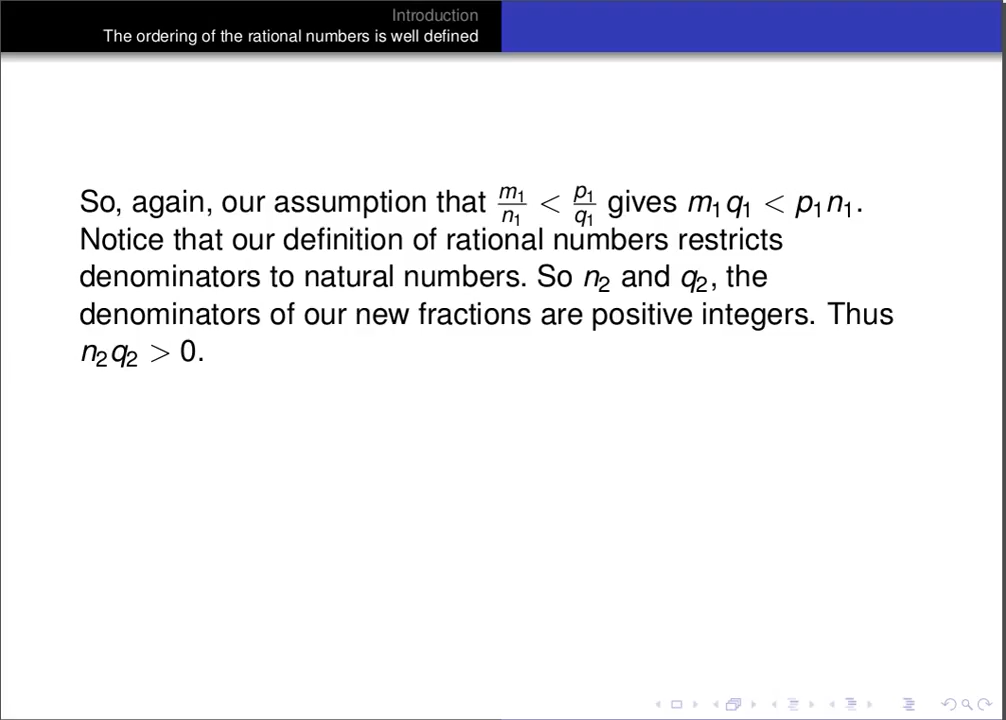 Introduction
The ordering of the rational numbers is well defined
So, again, our assumption that m₁/n₁ < p₁/q₁ gives m₁q₁ < p₁n₁.
Notice that our definition of rational numbers restricts
denominators to natural numbers. So n₂ and q₂, the
denominators of our new fractions are positive integers. Thus
n₂q₂ > 0.